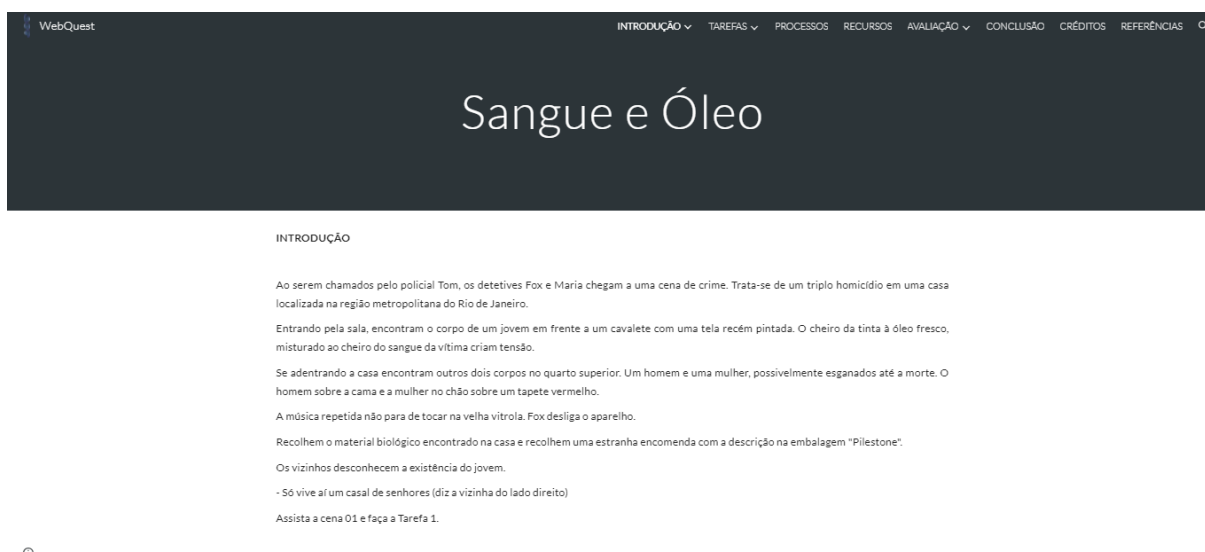 WebQuest
INTRODUÇÃO TAREFAS PROCESSOS RECURSOS AVALIAÇÃO CONCLUSÃO CRÉDITOS REFERÊNCIAS
Sangue e Óleo
INTRODUÇÃO
Ao serem chamados pelo policial Tom, os detetives Fox e Maria chegam a uma cena de crime. Trata-se de um triplo homicídio em uma casa
localizada na região metropolitana do Rio de Janeiro.
Entrando pela sala, encontram o corpo de um jovem em frente a um cavalete com uma tela recém pintada. O cheiro da tinta à óleo fresco,
misturado ao cheiro do sangue da vítima criam tensão.
Se adentrando a casa encontram outros dois corpos no quarto superior. Um homem e uma mulher, possivelmente esganados até a morte. O
homem sobre a cama e a mulher no chão sobre um tapete vermelho.
A música repetida não para de tocar na velha vitrola. Fox desliga o aparelho.
Recolhem o material biológico encontrado na casa e recolhem uma estranha encomenda com a descrição na embalagem "Pilestone".
Os vizinhos desconhecem a existência do jovem.
- Só vive aí um casal de senhores (diz a vizinha do lado direito)
Assista a cena 01 e faça a Tarefa 1.